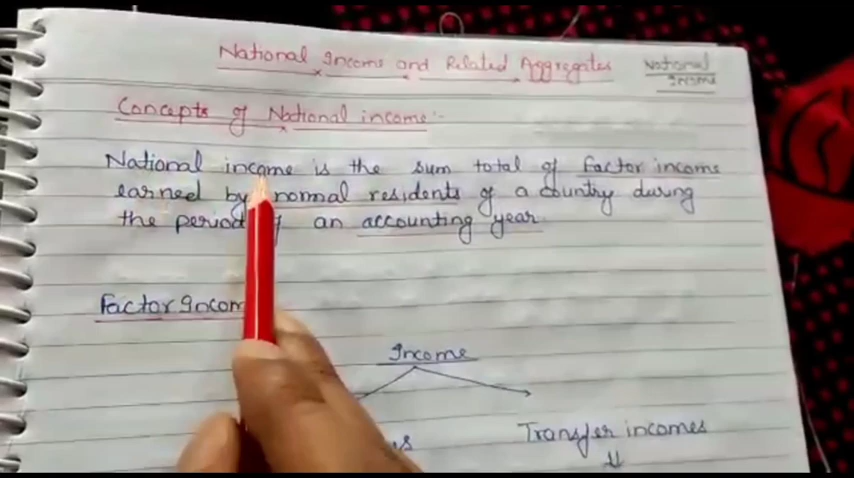 National Income and Related Aggregates
National
Income
Concepts of National income:-
National income is the sum total of factor income
earned by normal residents of a country during
the period of an accounting year.
Factor Incom
Income
Transfer incomes